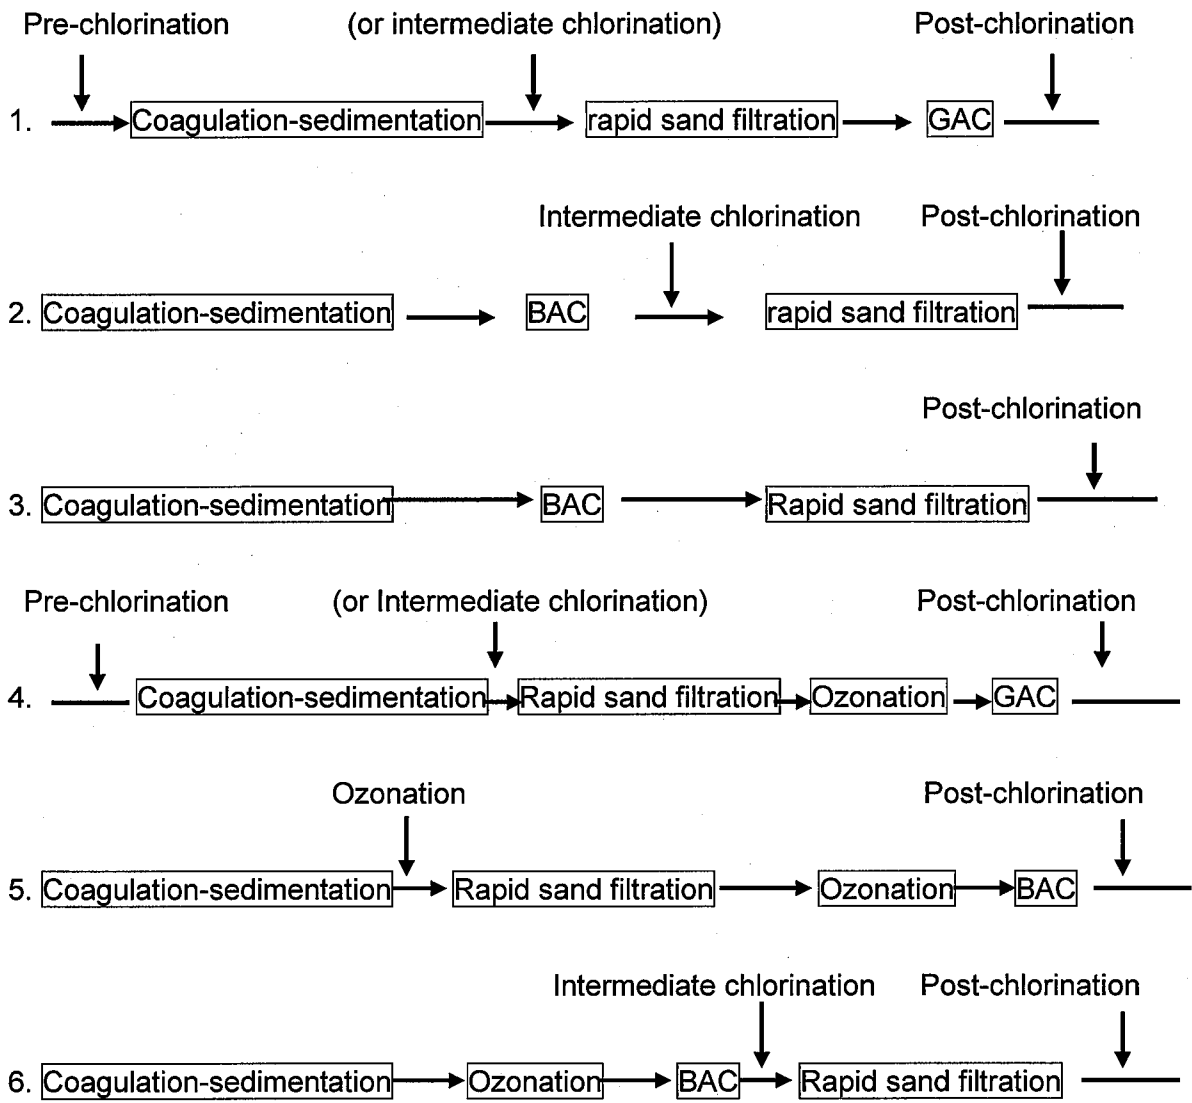 Pre-chlorination (or intermediate chlorination) Post-chlorination
1. Coagulation-sedimentation rapid sand filtration GAC
Intermediate chlorination Post-chlorination
2. Coagulation-sedimentation BAC rapid sand filtration
Post-chlorination
3. Coagulation-sedimentation BAC Rapid sand filtration
Pre-chlorination (or Intermediate chlorination) Post-chlorination
4. Coagulation-sedimentation Rapid sand filtration Ozonation GAC
Ozonation Post-chlorination
5. Coagulation-sedimentation Rapid sand filtration Ozonation BAC
Intermediate chlorination Post-chlorination
6. Coagulation-sedimentation Ozonation BAC Rapid sand filtration